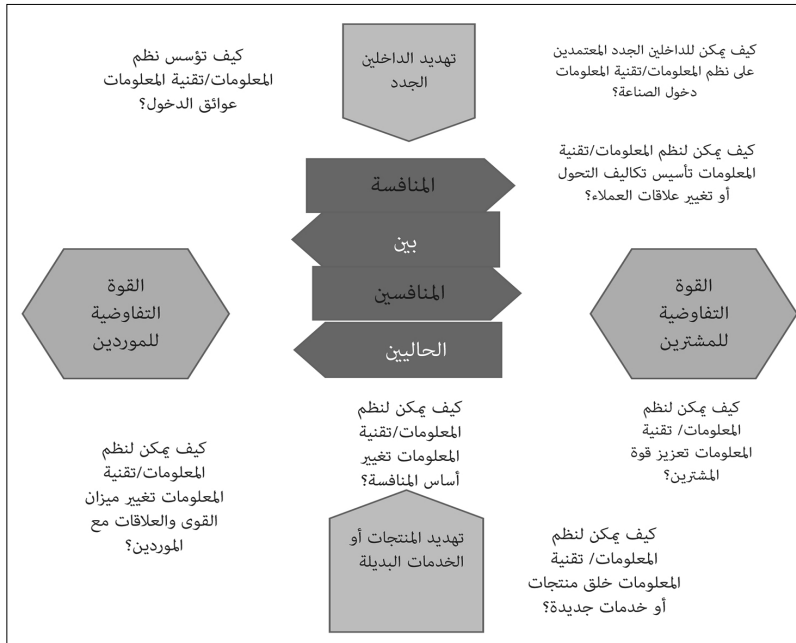 كيف تؤسس نظم
المعلومات/تقنية المعلومات
عوائق الدخول؟
تهديد الداخلين
الجدد
كيف يمكن للداخلين الجدد المعتمدين
على نظم المعلومات/تقنية المعلومات
دخول الصناعة؟
كيف يمكن لنظم المعلومات/تقنية
المعلومات تأسيس تكاليف التحول
أو تغيير علاقات العملاء؟
المنافسة
بين
المنافسين
الحاليين
القوة
التفاوضية
للمشترين
القوة
التفاوضية
للموردين
كيف يمكن لنظم
المعلومات/ تقنية
المعلومات تعزيز قوة
المشترين؟
كيف يمكن لنظم
المعلومات/تقنية
المعلومات تغيير
أساس المنافسة؟
كيف يمكن لنظم
المعلومات/تقنية
المعلومات تغيير ميزان
القوى والعلاقات مع
الموردين؟
تهديد المنتجات أو
الخدمات البديلة
كيف يمكن لنظم
المعلومات/ تقنية
المعلومات خلق منتجات
أو خدمات جديدة؟